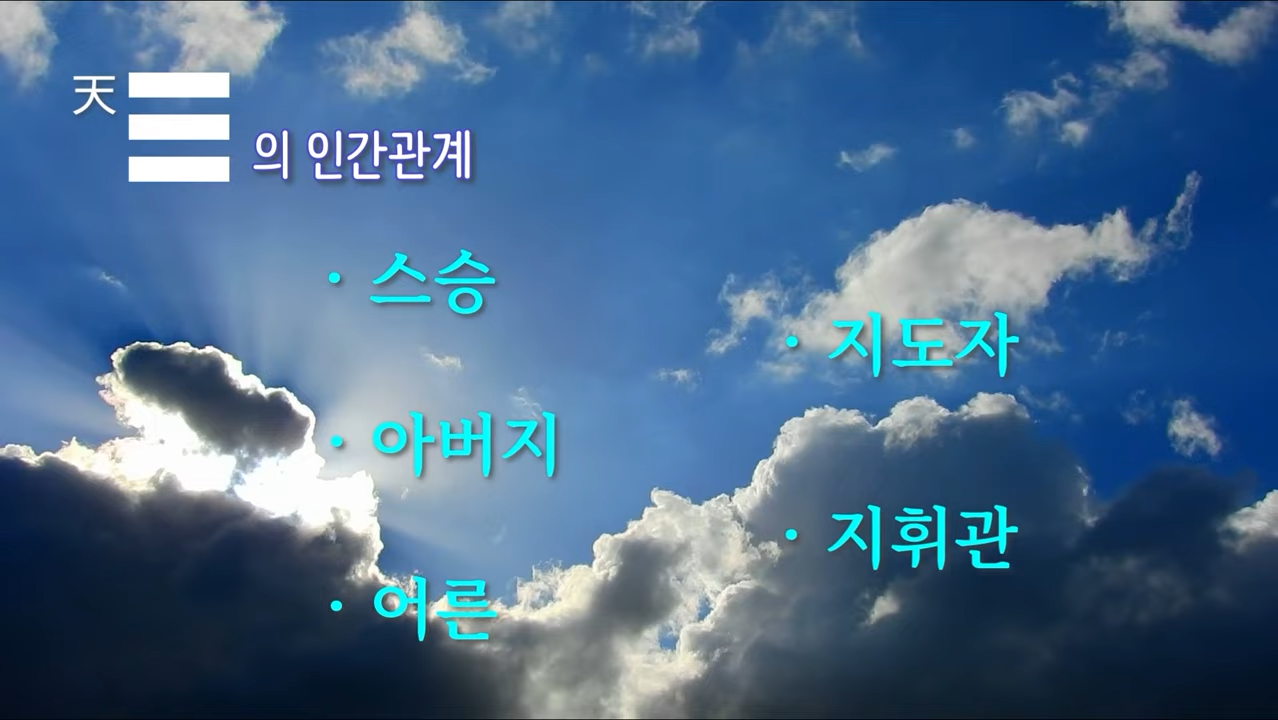 天 ☰의 인간관계
· 스승
· 아버지
· 어른
· 지도자
· 지휘관